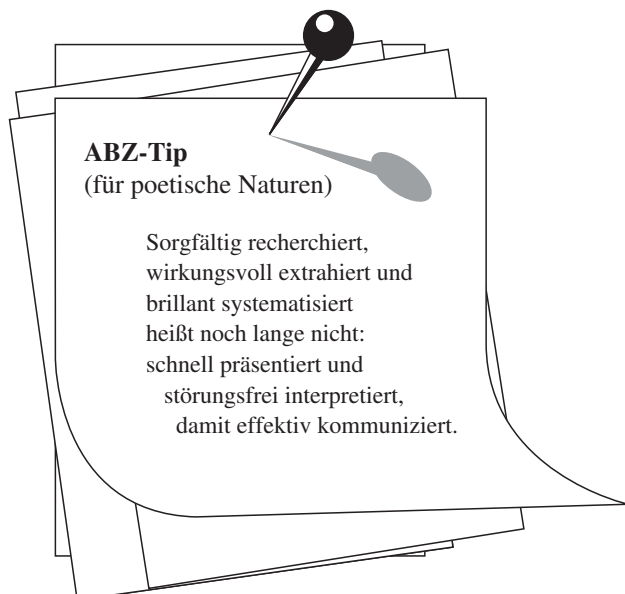 ABZ-Tip
(für poetische Naturen)
Sorgfältig recherchiert,
wirkungsvoll extrahiert und
brillant systematisiert
heißt noch lange nicht:
schnell präsentiert und
störungsfrei interpretiert,
damit effektiv kommuniziert.